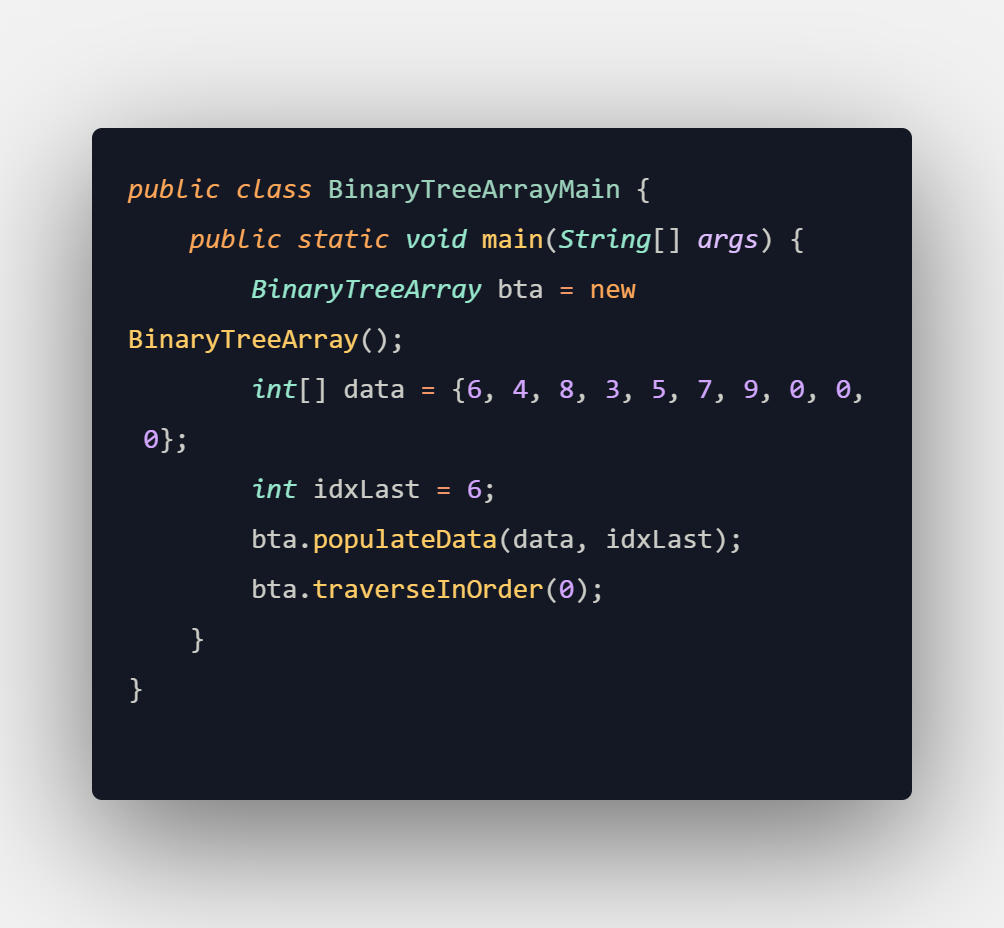 public class BinaryTreeArrayMain {
    public static void main(String[] args) {
        BinaryTreeArray bta = new
BinaryTreeArray();
        int[] data = {6, 4, 8, 3, 5, 7, 9, 0, 0,
 0};
        int idxLast = 6;
        bta.populateData(data, idxLast);
        bta.traverseInOrder(0);
    }
}